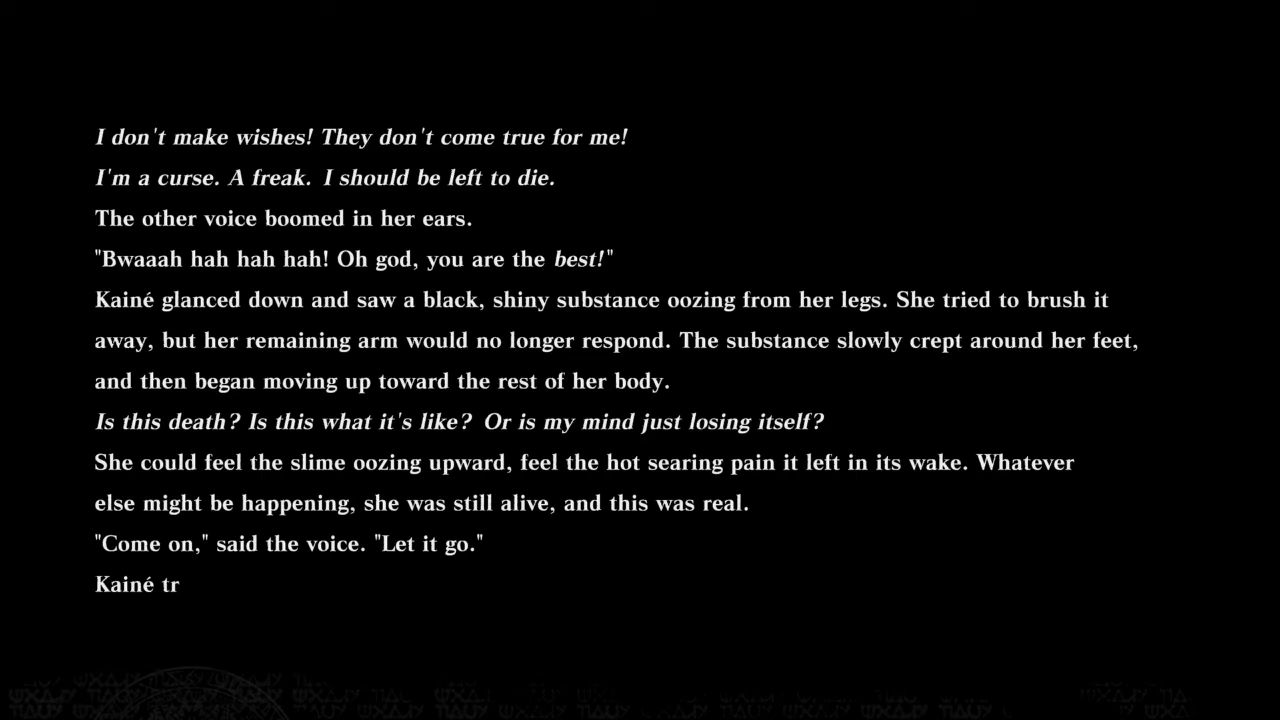 I don't make wishes! They don't come true for me!
I'm a curse. A freak. I should be left to die.
The other voice boomed in her ears.
"Bwaaah hah hah hah! Oh god, you are the best!"
Kainé glanced down and saw a black, shiny substance oozing from her legs. She tried to brush it
away, but her remaining arm would no longer respond. The substance slowly crept around her feet,
and then began moving up toward the rest of her body.
Is this death? Is this what it's like? Or is my mind just losing itself?
She could feel the slime oozing upward, feel the hot searing pain it left in its wake. Whatever
else might be happening, she was still alive, and this was real.
"Come on," said the voice. "Let it go."
Kainé tr